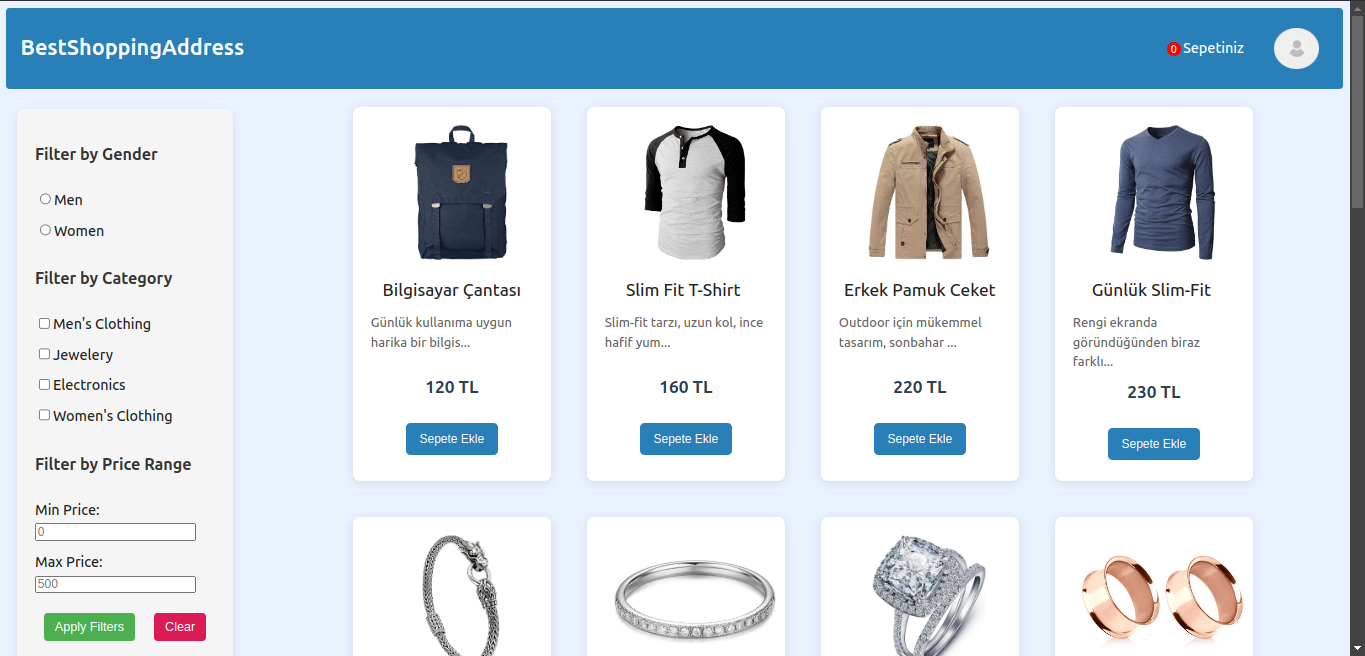 BestShoppingAddress
0 Sepetiniz
Filter by Gender
Men
Women
Filter by Category
Men's Clothing
Jewelery
Electronics
Women's Clothing
Filter by Price Range
Min Price:
0
Max Price:
500
Apply Filters
Clear
Bilgisayar Çantası
Günlük kullanıma uygun
harika bir bilgis...
120 TL
Sepete Ekle
Slim Fit T-Shirt
Slim-fit tarzı, uzun kol, ince
hafif yum...
160 TL
Sepete Ekle
Erkek Pamuk Ceket
Outdoor için mükemmel
tasarım, sonbahar ...
220 TL
Sepete Ekle
Günlük Slim-Fit
Rengi ekranda
göründüğünden biraz
farklı...
230 TL
Sepete Ekle